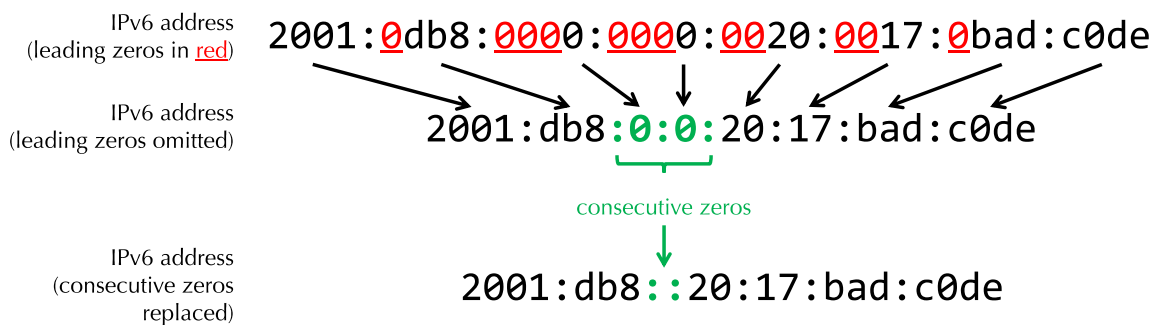 IPv6 address
(leading zeros in red)
2001:0db8:0000:0000:0020:0017:0bad:c0de
IPv6 address
(leading zeros omitted)
2001:db8:0:0:20:17:bad:c0de
consecutive zeros
IPv6 address
(consecutive zeros
replaced)
2001:db8::20:17:bad:c0de